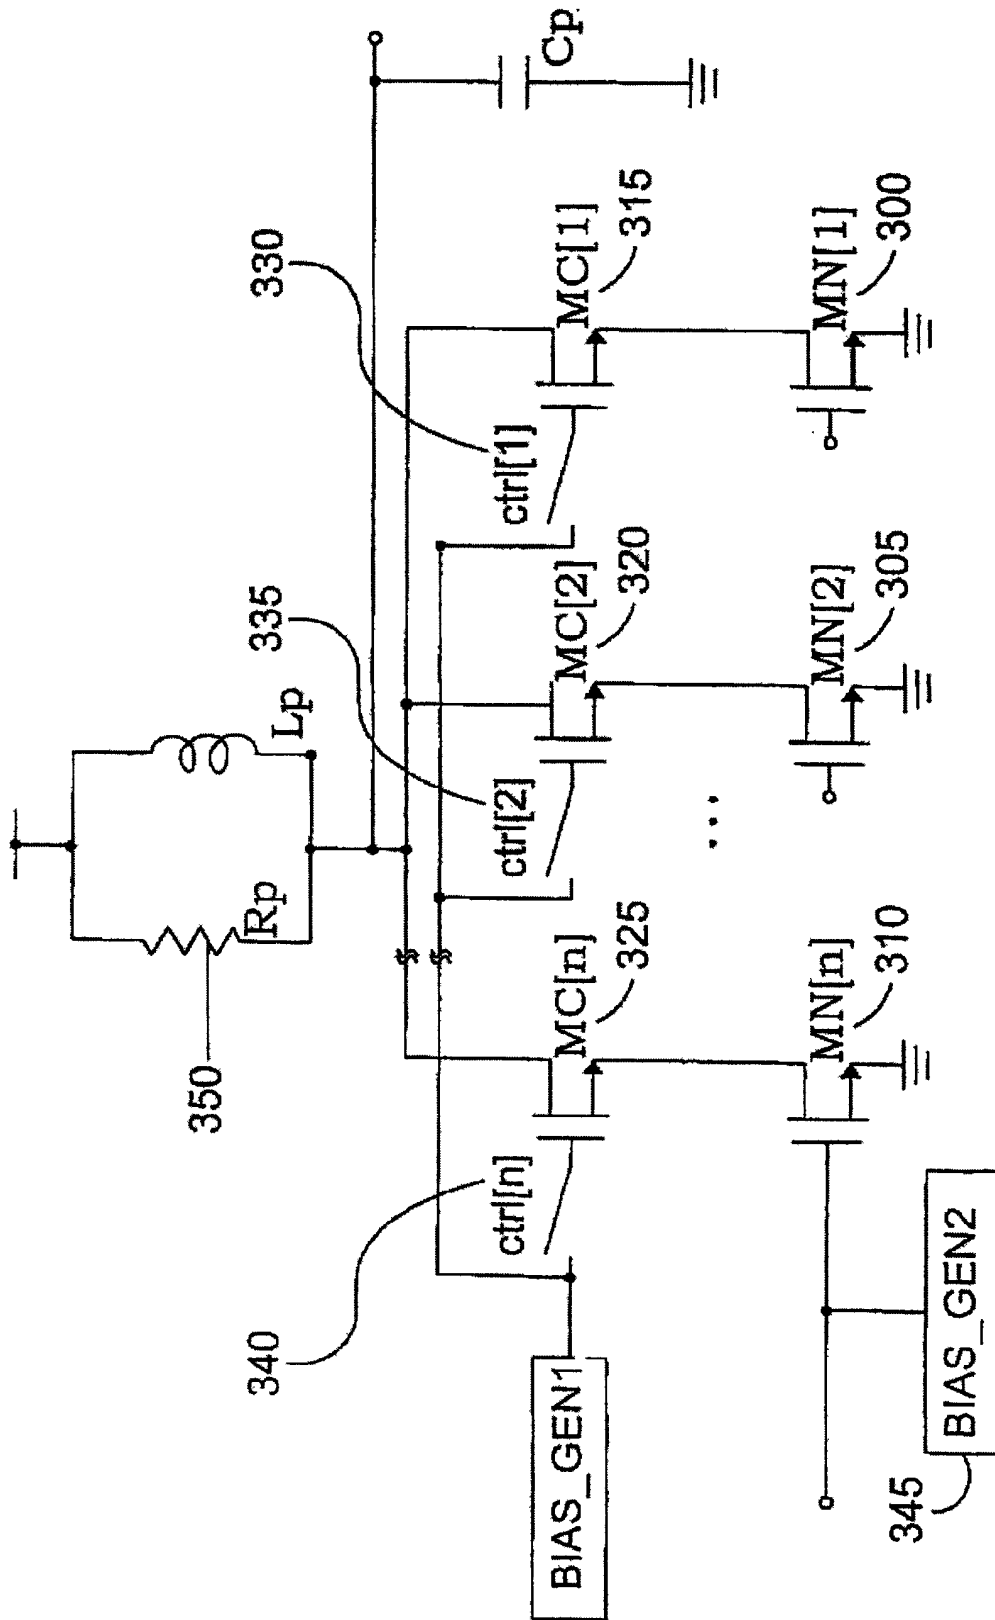 350
Rp
Lp
335
330
Cp
340
ctrl[n]
ctrl[2]
ctrl[1]
MC[n]
325
MC[2]
320
MC[1]
315
BIAS_GEN1
...
MN[n]
310
MN[2]
305
MN[1]
300
345
BIAS_GEN2